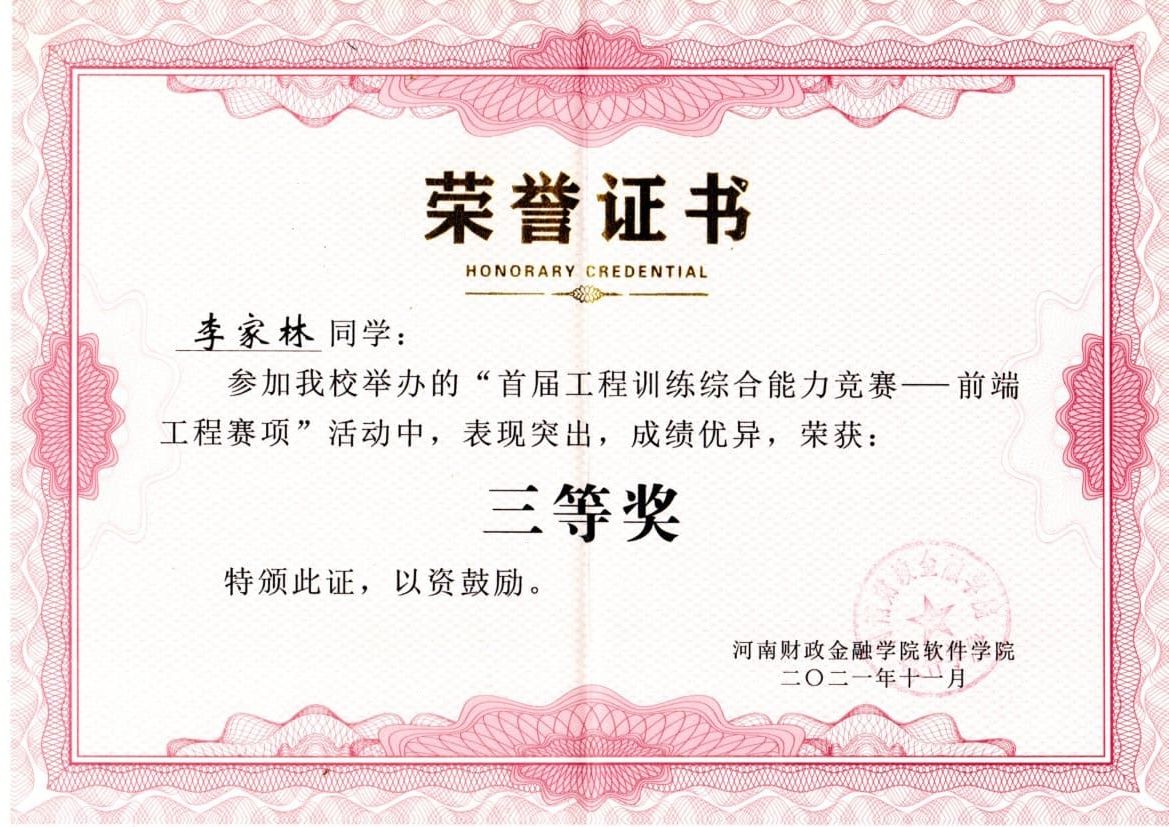 荣誉证书
HONORARY CREDENTIAL
李家林同学：
参加我校举办的“首届工程训练综合能力竞赛——前端
工程赛项”活动中，表现突出，成绩优异，荣获：
三等奖
特颁此证，以资鼓励。
河南财政金融学院软件学院
二〇二一年十一月